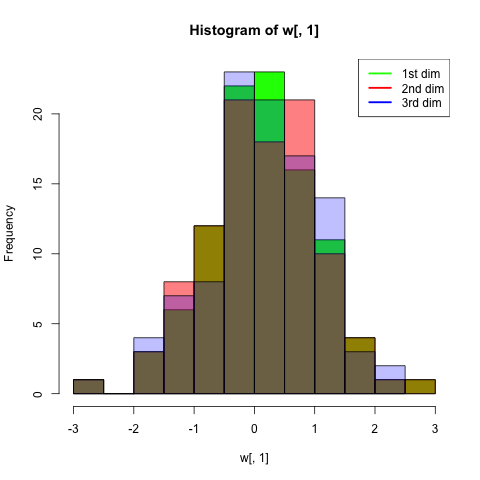 Histogram of w[, 1]
1st dim
2nd dim
3rd dim
Frequency
20
15
10
5
0
-3 -2 -1 0 1 2 3
w[, 1]